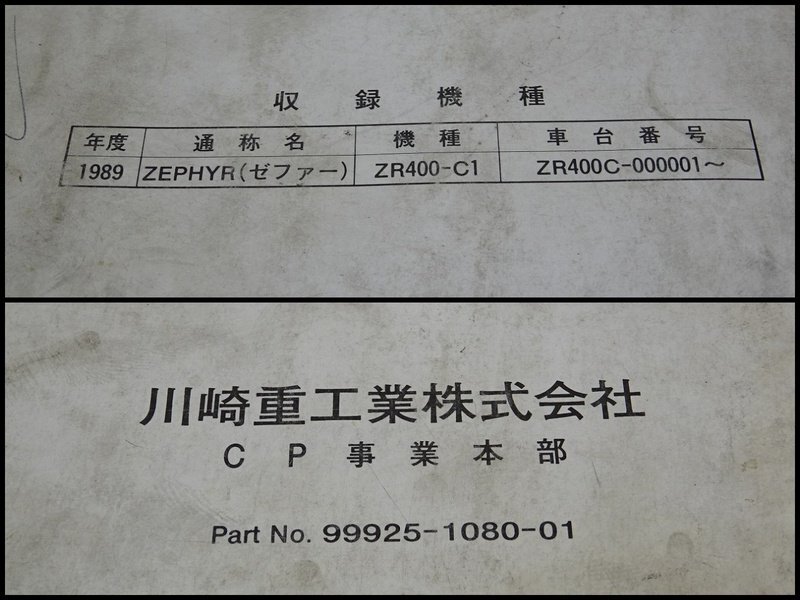 収録機種
年度 通称名 機種 車台番号
1989 ZEPHYR(ゼファー) ZR400-C1 ZR400C-000001～
川崎重工業株式会社
CP事業本部
Part No. 99925-1080-01